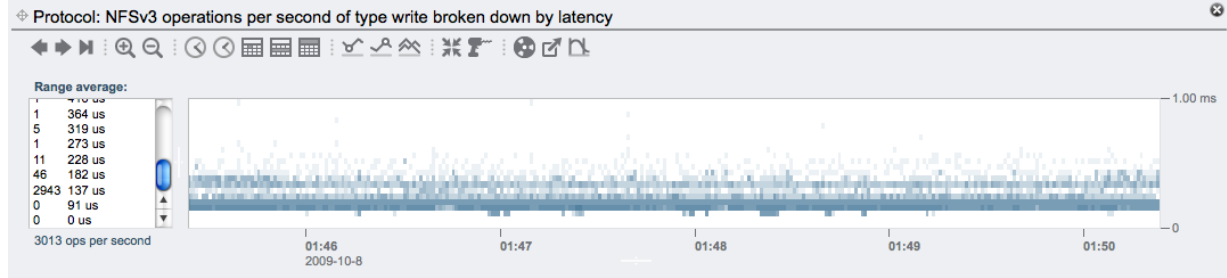 Protocol: NFSv3 operations per second of type write broken down by latency
Range average:
1 410 us
1 364 us
5 319 us
1 273 us
11 228 us
46 182 us
2943 137 us
0 91 us
0 0 us
3013 ops per second
1.00 ms
0
01:46 01:47 01:48 01:49 01:50
2009-10-8